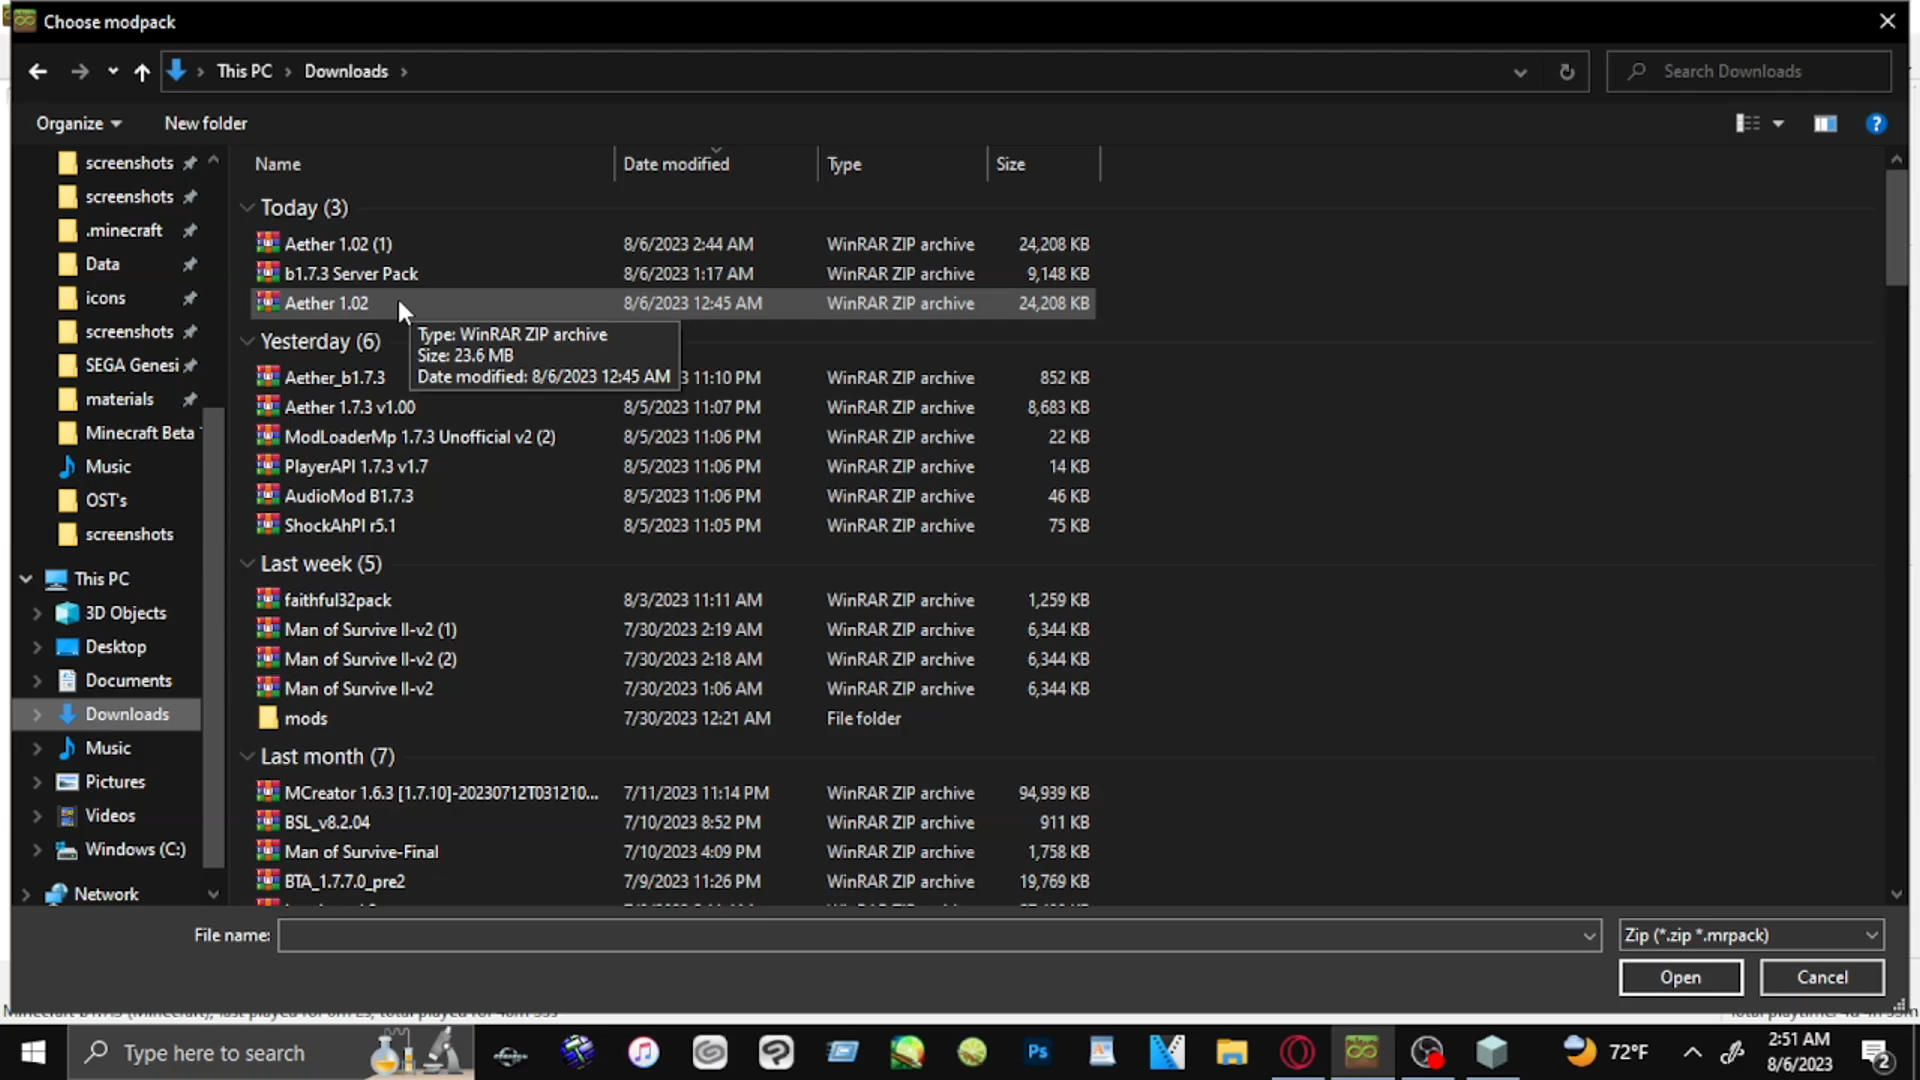 Choose modpack
This PC
Downloads
Search Downloads
Organize
New folder
screenshots
screenshots
.minecraft
Data
icons
screenshots
SEGA Genesi
materials
Minecraft Beta
Music
OST's
screenshots
This PC
3D Objects
Desktop
Documents
Downloads
Music
Pictures
Videos
Windows (C:)
Network
Name Date modified Type Size
Today (3)
Aether 1.02 (1) 8/6/2023 2:44 AM WinRAR ZIP archive 24,208 KB
b1.7.3 Server Pack 8/6/2023 1:17 AM WinRAR ZIP archive 9,148 KB
Aether 1.02 8/6/2023 12:45 AM WinRAR ZIP archive 24,208 KB
Type: WinRAR ZIP archive
Size: 23.6 MB
Date modified: 8/6/2023 12:45 AM
Yesterday (6)
Aether_b1.7.3 3 11:10 PM WinRAR ZIP archive 852 KB
Aether 1.7.3 v1.00 8/5/2023 11:07 PM WinRAR ZIP archive 8,683 KB
ModLoaderMp 1.7.3 Unofficial v2 (2) 8/5/2023 11:06 PM WinRAR ZIP archive 22 KB
PlayerAPI 1.7.3 v1.7 8/5/2023 11:06 PM WinRAR ZIP archive 14 KB
AudioMod B1.7.3 8/5/2023 11:06 PM WinRAR ZIP archive 46 KB
ShockAhPI r5.1 8/5/2023 11:05 PM WinRAR ZIP archive 75 KB
Last week (5)
faithful32pack 8/3/2023 11:11 AM WinRAR ZIP archive 1,259 KB
Man of Survive II-v2 (1) 7/30/2023 2:19 AM WinRAR ZIP archive 6,344 KB
Man of Survive II-v2 (2) 7/30/2023 2:18 AM WinRAR ZIP archive 6,344 KB
Man of Survive II-v2 7/30/2023 1:06 AM WinRAR ZIP archive 6,344 KB
mods 7/30/2023 12:21 AM File folder
Last month (7)
MCreator 1.6.3 [1.7.10]-20230712T031210... 7/11/2023 11:14 PM WinRAR ZIP archive 94,939 KB
BSL_v8.2.04 7/10/2023 8:52 PM WinRAR ZIP archive 911 KB
Man of Survive-Final 7/10/2023 4:09 PM WinRAR ZIP archive 1,758 KB
BTA_1.7.7.0_pre2 7/9/2023 11:26 PM WinRAR ZIP archive 19,769 KB
File name:
Zip (*.zip *.mrpack)
Open
Cancel
Type here to search
Ps
72°F
2:51 AM
8/6/2023
2